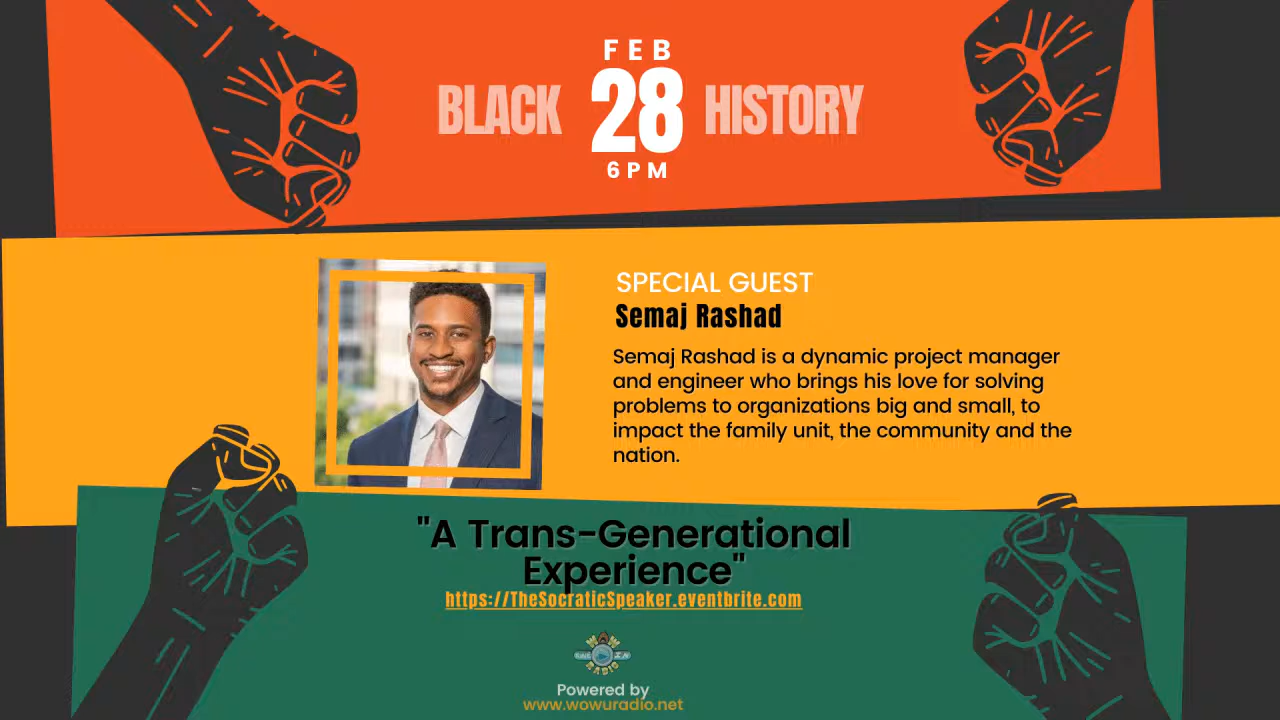 FEB
BLACK 28 HISTORY
6PM
SPECIAL GUEST
Semaj Rashad
Semaj Rashad is a dynamic project manager
and engineer who brings his love for solving
problems to organizations big and small, to
impact the family unit, the community and the
nation.
"A Trans-Generational
Experience"
https://TheSocraticSpeaker.eventbrite.com
RADIO
Powered by
www.wowuradio.net